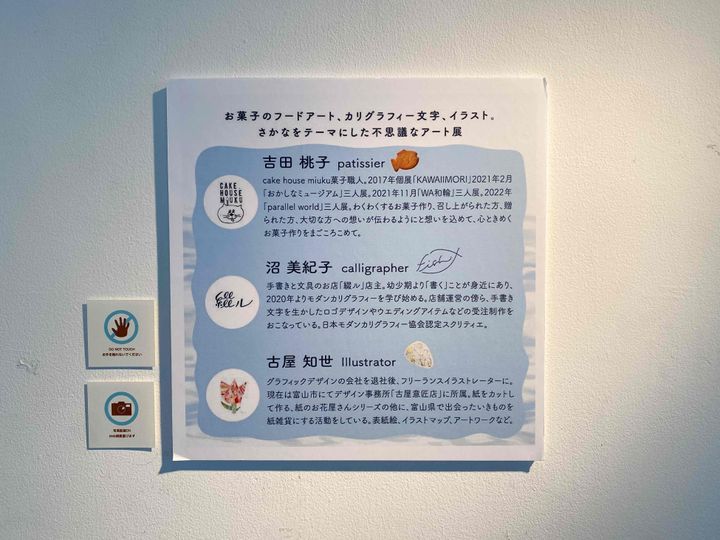 お菓子のフードアート、カリグラフィー文字、イラスト。
さかなをテーマにした不思議なアート展
吉田 桃子 patissier
CAKE
HOUSE
MIUKU
cake house miuku菓子職人。2017年個展「KAWAIIMORI」2021年2月
「おかしなミュージアム」三人展。2021年11月「WA和輪」三人展。2022年
「parallel world」三人展。わくわくするお菓子作り、召し上がられた方、贈
られた方、大切な方への想いが伝わるようにと想いを込めて、心ときめく
お菓子作りをまごころこめて。
沼 美紀子 calligrapher
fish
手書きと文具のお店「綴ル」店主。幼少期より「書く」ことが身近にあり、
2020年よりモダンカリグラフィーを学び始める。店舗運営の傍ら、手書き
文字を生かしたロゴデザインやウエディングアイテムなどの受注制作を
おこなっている。日本モダンカリグラフィー協会認定スクリティエ。
綴ル
古屋 知世 Illustrator
グラフィックデザインの会社を退社後、フリーランスイラストレーターに。
現在は富山市にてデザイン事務所「古屋意匠店」に所属。紙をカットし
て作る、紙のお花屋さんシリーズの他に、富山県で出会ったいきものを
紙雑貨にする活動をしている。表紙絵、イラストマップ、アートワークなど。
DO NOT TOUCH
お手を触れないでください
写真撮影OK